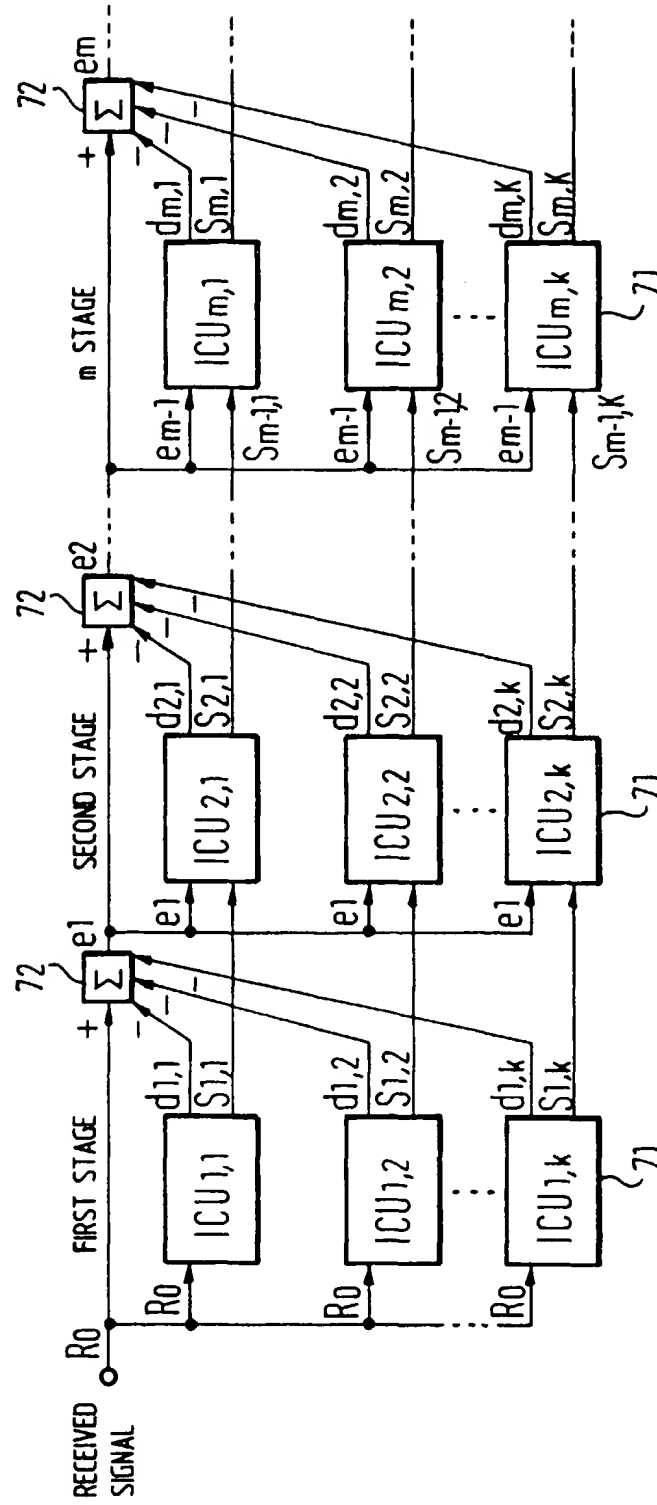 RECEIVED
SIGNAL
R0
FIRST STAGE
R0
ICU1,1
d1,1
S1,1
R0
ICU1,2
d1,2
S1,2
R0
ICU1,k
d1,k
S1,k
71
+
−
−
−
72
Σ
e1
SECOND STAGE
e1
ICU2,1
d2,1
S2,1
e1
ICU2,2
d2,2
S2,2
e1
ICU2,k
d2,k
S2,k
71
+
−
−
−
72
Σ
e2
m STAGE
em-1
Sm-1,1
ICUm,1
dm,1
Sm,1
em-1
Sm-1,2
ICUm,2
dm,2
Sm,2
em-1
Sm-1,K
ICUm,k
dm,K
Sm,K
71
+
−
−
−
72
Σ
em